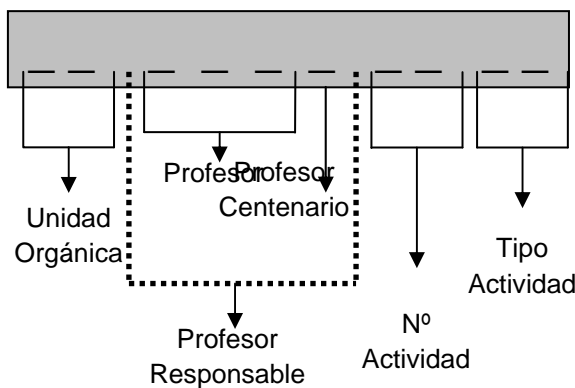 Profesor
Profesor
Centenario
Unidad
Orgánica
Tipo
Actividad
Nº
Actividad
Profesor
Responsable